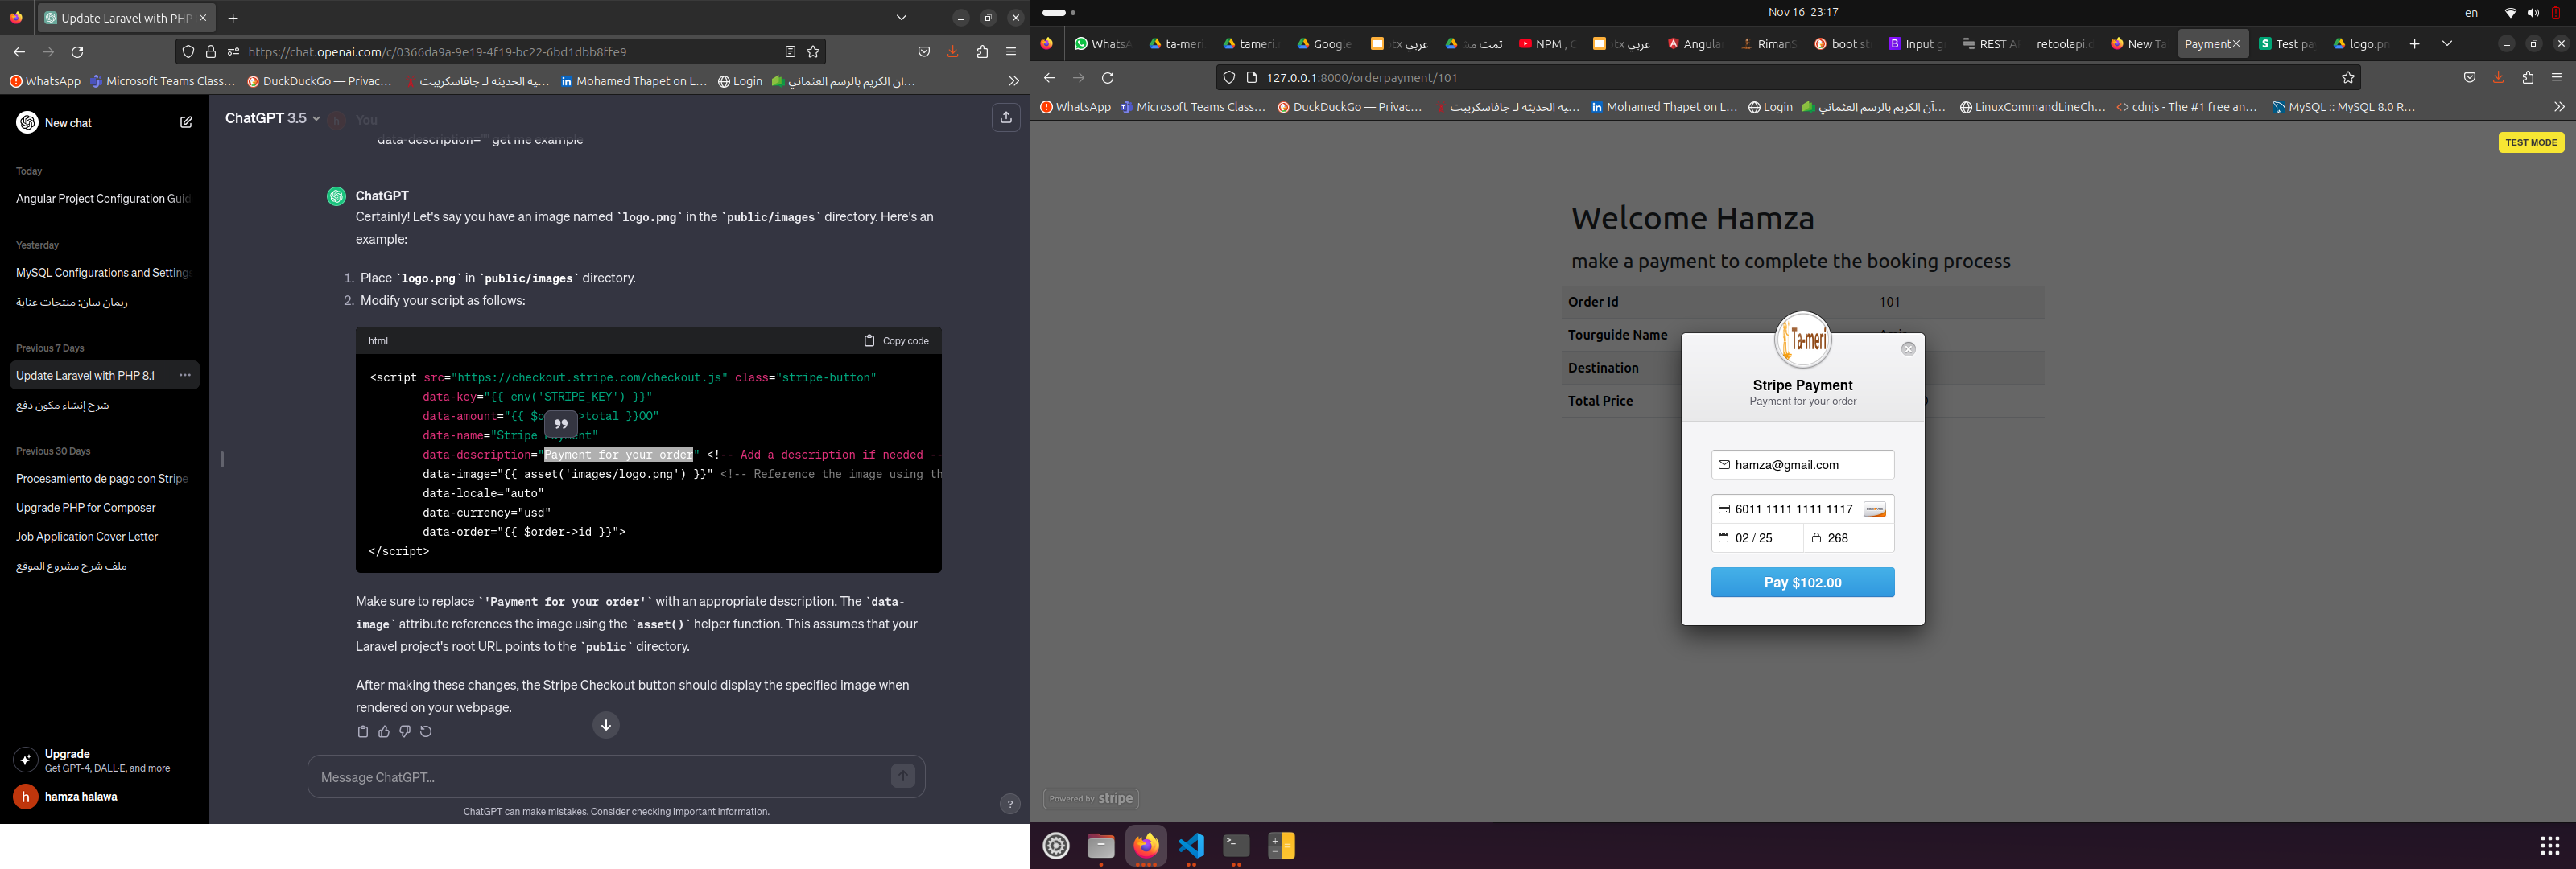 Update Laravel with PHP
https://chat.openai.com/c/0366da9a-9e19-4f19-bc22-6bd1dbb8ffe9
WhatsApp
Microsoft Teams Class…
DuckDuckGo — Privac…
…يه الحديثه لـ جافاسكريبت
Mohamed Thapet on L…
Login
…آن الكريم بالرسم العثماني
New chat
Today
Angular Project Configuration Guid
Yesterday
MySQL Configurations and Setting
ريمان سان: منتجات عناية
Previous 7 Days
Update Laravel with PHP 8.1
شرح إنشاء مكون دفع
Previous 30 Days
Procesamiento de pago con Stripe
Upgrade PHP for Composer
Job Application Cover Letter
ملف شرح مشروع الموقع
Upgrade
Get GPT-4, DALL·E, and more
h
hamza halawa
ChatGPT 3.5
h You
data-description="" get me example
ChatGPT
Certainly! Let's say you have an image named `logo.png` in the `public/images` directory. Here's an
example:
1. Place `logo.png` in `public/images` directory.
2. Modify your script as follows:
html
Copy code
<script src="https://checkout.stripe.com/checkout.js" class="stripe-button"
data-key="{{ env('STRIPE_KEY') }}"
data-amount="{{ $o >total }}00"
data-name="Stripe
data-description="Payment for your order" <!-- Add a description if needed --
data-image="{{ asset('images/logo.png') }}" <!-- Reference the image using th
data-locale="auto"
data-currency="usd"
data-order="{{ $order->id }}">
</script>
Make sure to replace `'Payment for your order'` with an appropriate description. The `data-
image` attribute references the image using the `asset()` helper function. This assumes that your
Laravel project's root URL points to the `public` directory.
After making these changes, the Stripe Checkout button should display the specified image when
rendered on your webpage.
Message ChatGPT…
ChatGPT can make mistakes. Consider checking important information.
?
Nov 16 23:17
en
WhatsA
ta-meri.
tameri.
Google
عربي tx
تمت مش
NPM , C
عربي tx
Angula
RimanS
boot st
Input g
REST A
retoolapi.d
New Ta
Payment
Test pa
logo.pn
127.0.0.1:8000/orderpayment/101
WhatsApp
Microsoft Teams Class…
DuckDuckGo — Privac…
…يه الحديثه لـ جافاسكريبت
Mohamed Thapet on L…
Login
…آن الكريم بالرسم العثماني
LinuxCommandLineCh…
cdnjs - The #1 free an…
MySQL :: MySQL 8.0 R…
TEST MODE
Welcome Hamza
make a payment to complete the booking process
Order Id 101
Tourguide Name
Destination
Total Price
Ta-meri
Stripe Payment
Payment for your order
hamza@gmail.com
6011 1111 1111 1117
02 / 25
268
Pay $102.00
Powered by stripe